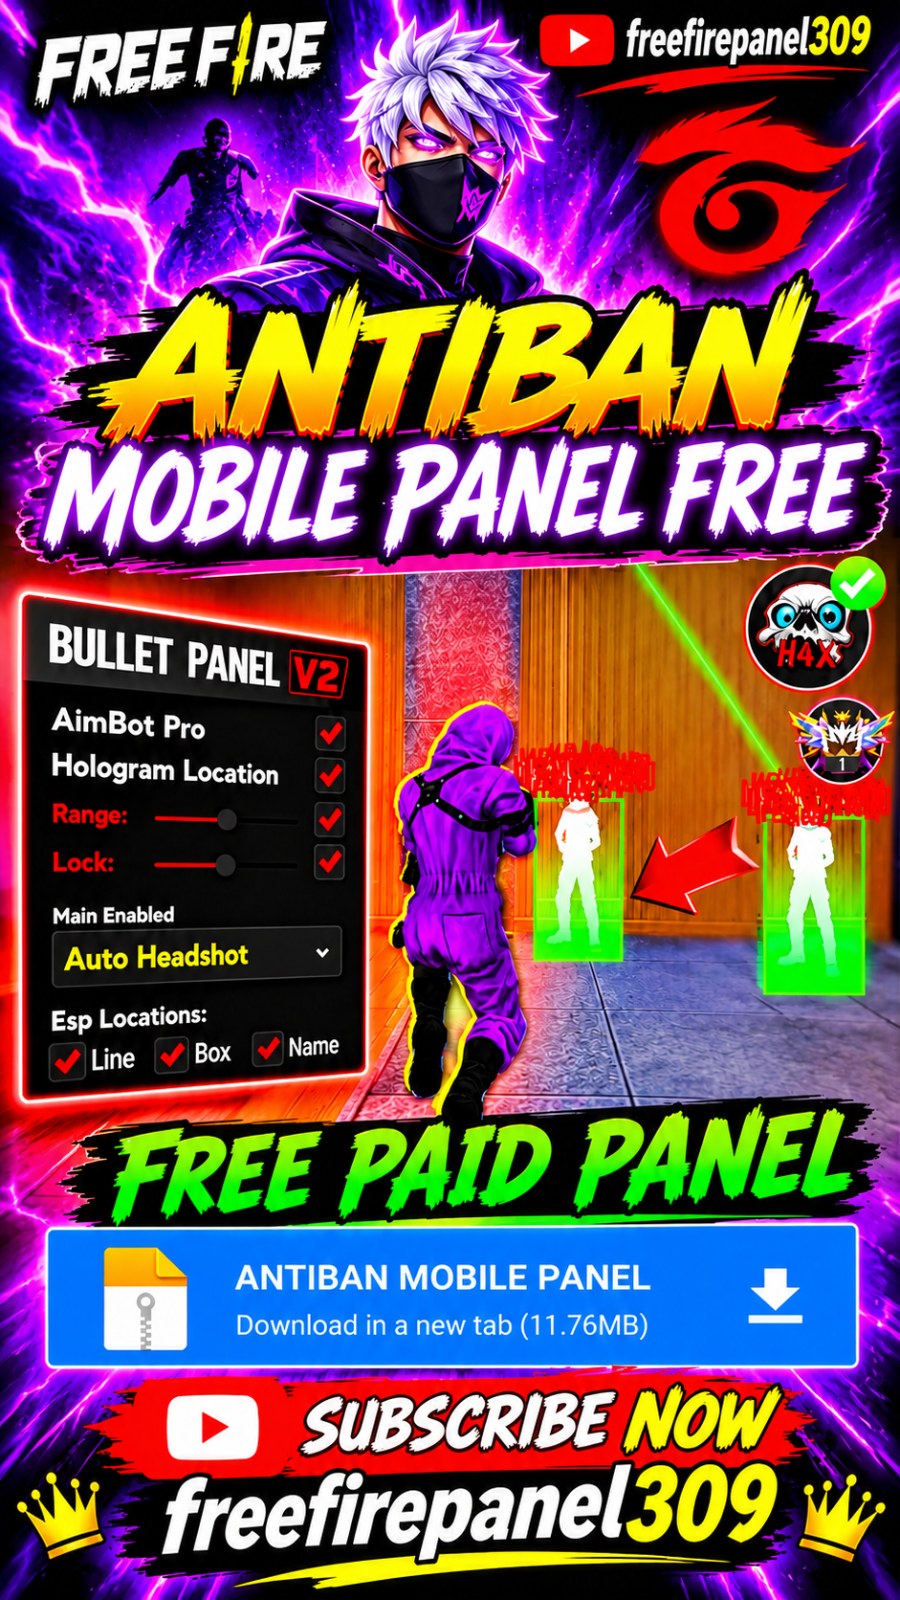 FREE FIRE
freefirepanel309
ANTIBAN
MOBILE PANEL FREE
H4X
1
BULLET PANEL V2
AimBot Pro
Hologram Location
Range:
Lock:
Main Enabled
Auto Headshot
Esp Locations:
Line Box Name
FREE PAID PANEL
ANTIBAN MOBILE PANEL
Download in a new tab (11.76MB)
SUBSCRIBE NOW
freefirepanel309